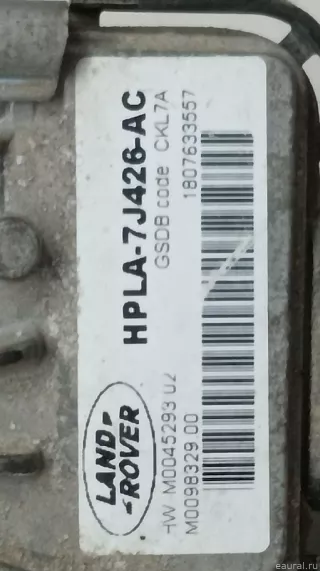 HPLA-7J426-AC
GSDB code CKL7A
1807633557
LAND-
-ROVER
HW M0045293 02
M0098329 00
eaural.ru